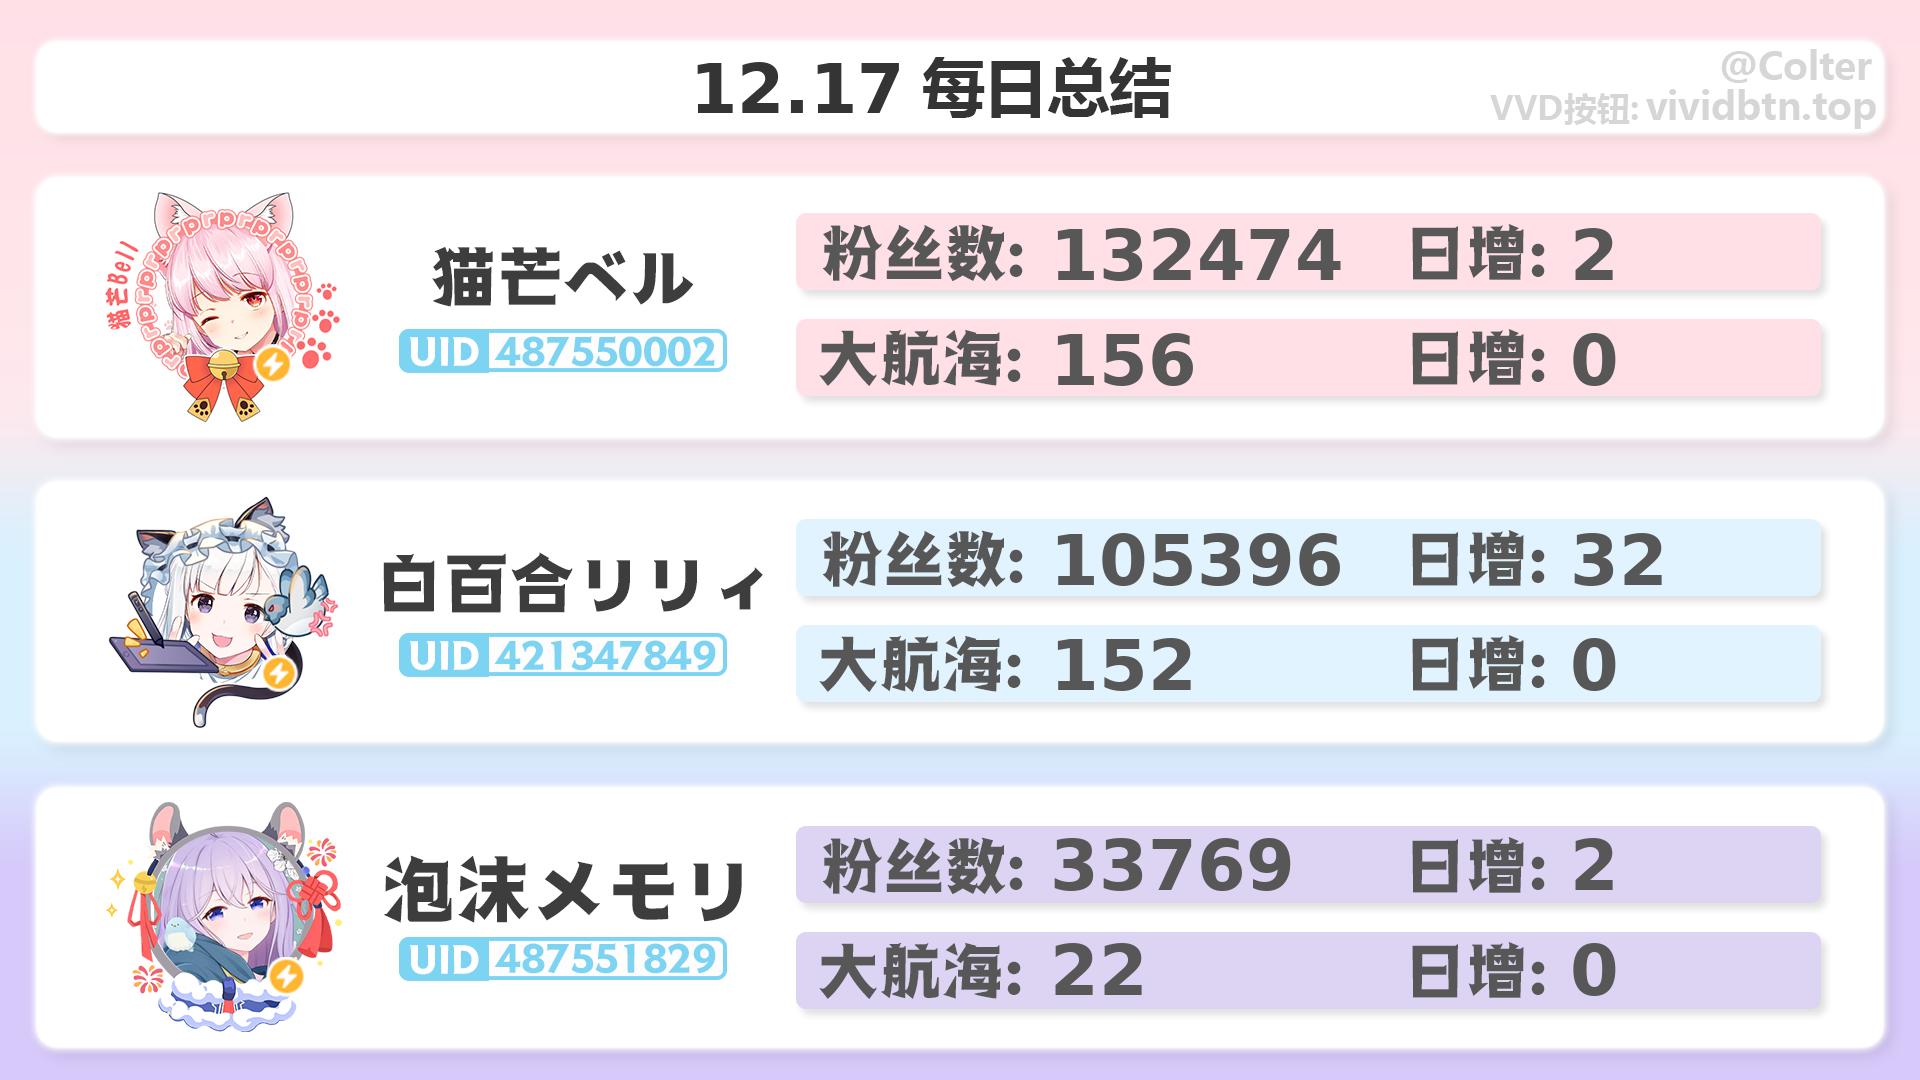 12.17 每日总结
@Colter
VVD按钮: vividbtn.top
猫芒Bell
prprprprprprprpr
猫芒ベル
UID 487550002
粉丝数: 132474 日增: 2
大航海: 156 日增: 0
白百合リリィ
UID 421347849
粉丝数: 105396 日增: 32
大航海: 152 日增: 0
泡沫メモリ
UID 487551829
粉丝数: 33769 日增: 2
大航海: 22 日增: 0